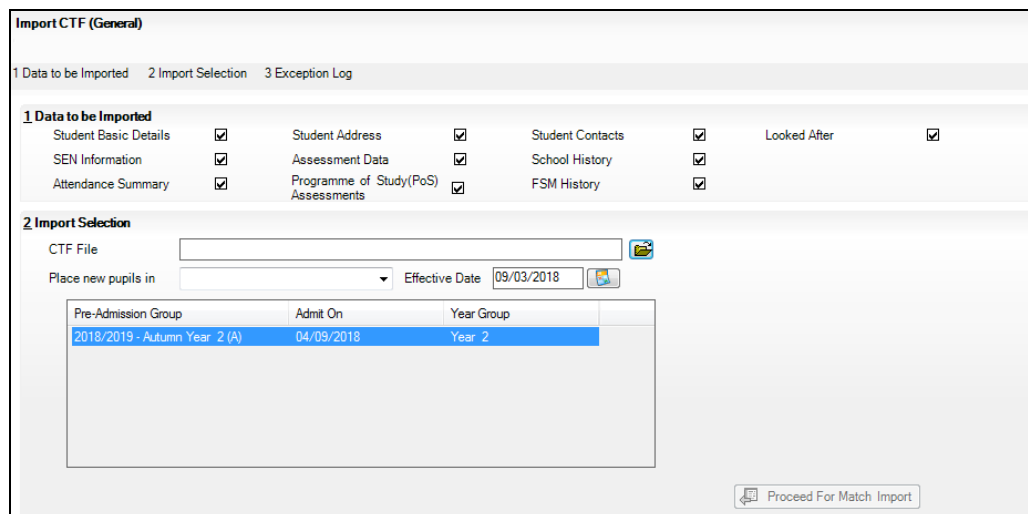 Import CTF (General)
1 Data to be Imported 2 Import Selection 3 Exception Log
1 Data to be Imported
Student Basic Details Student Address Student Contacts Looked After
SEN Information Assessment Data School History
Attendance Summary Programme of Study(PoS) Assessments FSM History
2 Import Selection
CTF File
Place new pupils in Effective Date 09/03/2018
Pre-Admission Group Admit On Year Group
2018/2019 - Autumn Year 2 (A) 04/09/2018 Year 2
Proceed For Match Import